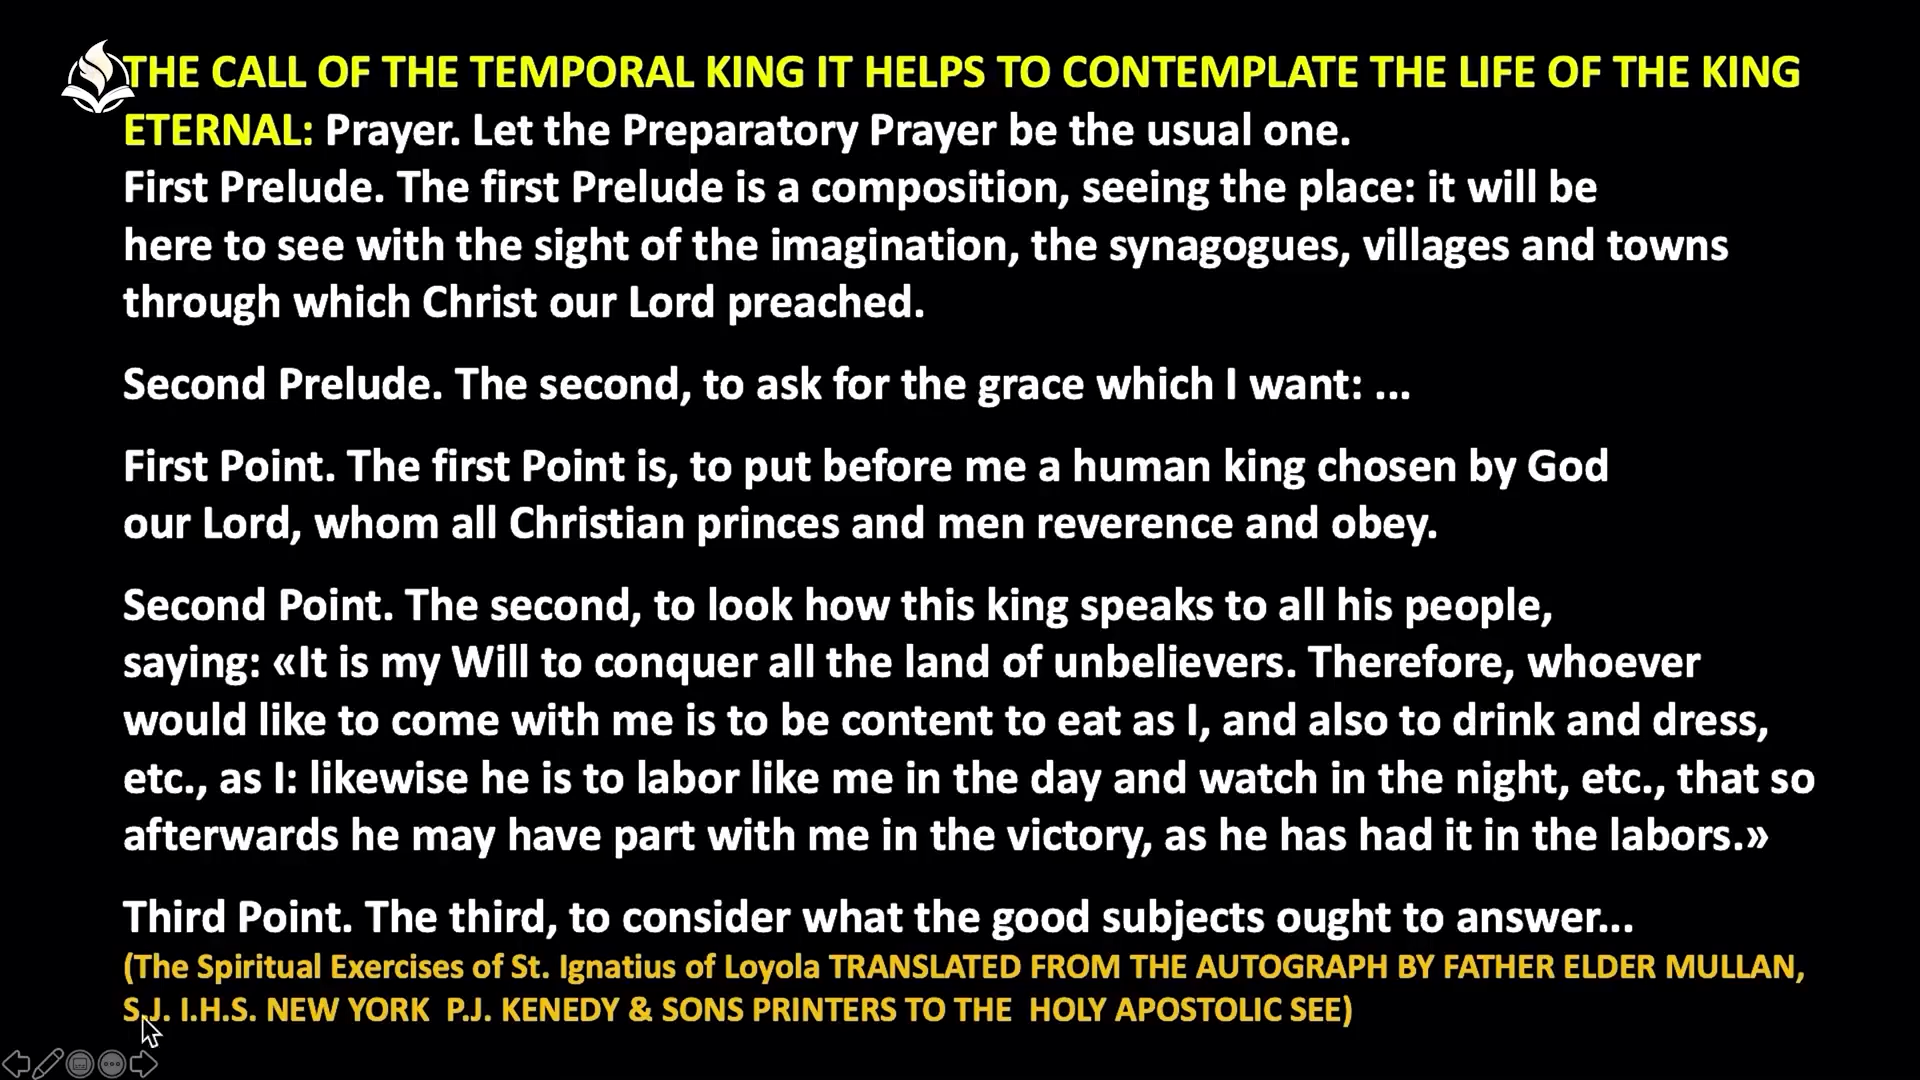 THE CALL OF THE TEMPORAL KING IT HELPS TO CONTEMPLATE THE LIFE OF THE KING
ETERNAL: Prayer. Let the Preparatory Prayer be the usual one.
First Prelude. The first Prelude is a composition, seeing the place: it will be
here to see with the sight of the imagination, the synagogues, villages and towns
through which Christ our Lord preached.
Second Prelude. The second, to ask for the grace which I want: ...
First Point. The first Point is, to put before me a human king chosen by God
our Lord, whom all Christian princes and men reverence and obey.
Second Point. The second, to look how this king speaks to all his people,
saying: «It is my Will to conquer all the land of unbelievers. Therefore, whoever
would like to come with me is to be content to eat as I, and also to drink and dress,
etc., as I: likewise he is to labor like me in the day and watch in the night, etc., that so
afterwards he may have part with me in the victory, as he has had it in the labors.»
Third Point. The third, to consider what the good subjects ought to answer...
(The Spiritual Exercises of St. Ignatius of Loyola TRANSLATED FROM THE AUTOGRAPH BY FATHER ELDER MULLAN,
S.J. I.H.S. NEW YORK P.J. KENEDY & SONS PRINTERS TO THE HOLY APOSTOLIC SEE)